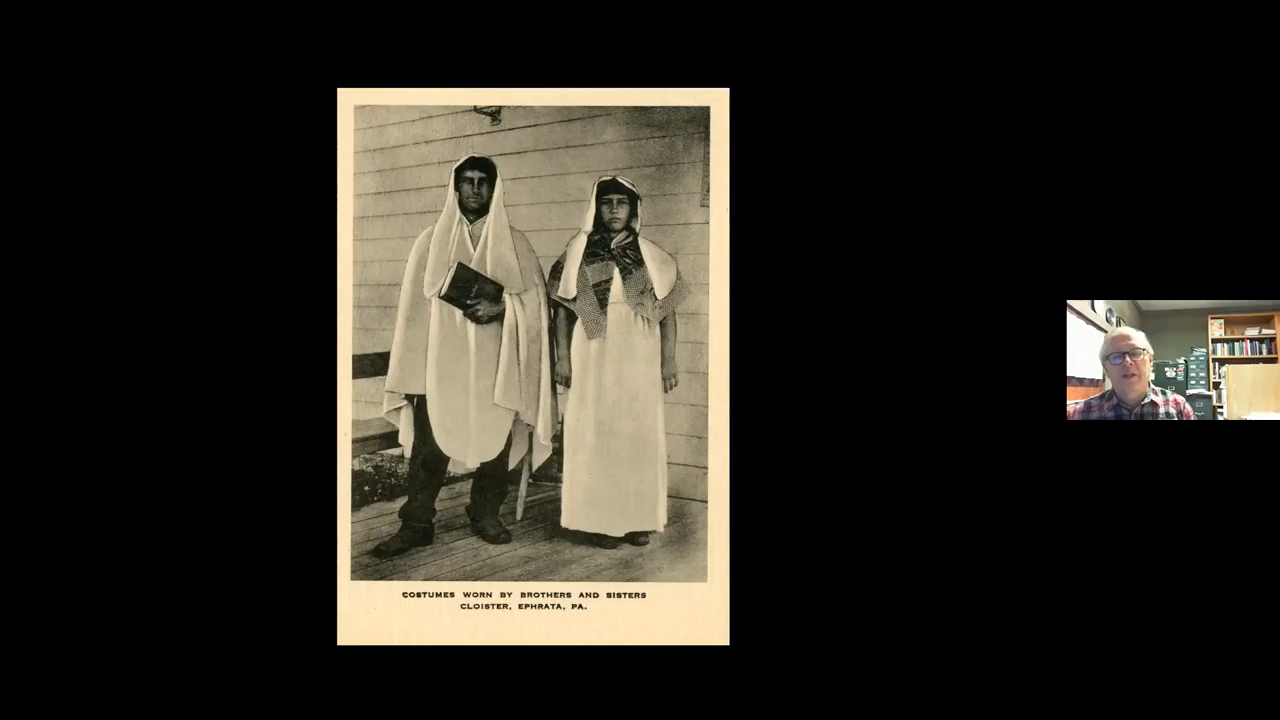 COSTUMES WORN BY BROTHERS AND SISTERS
CLOISTER, EPHRATA, PA.